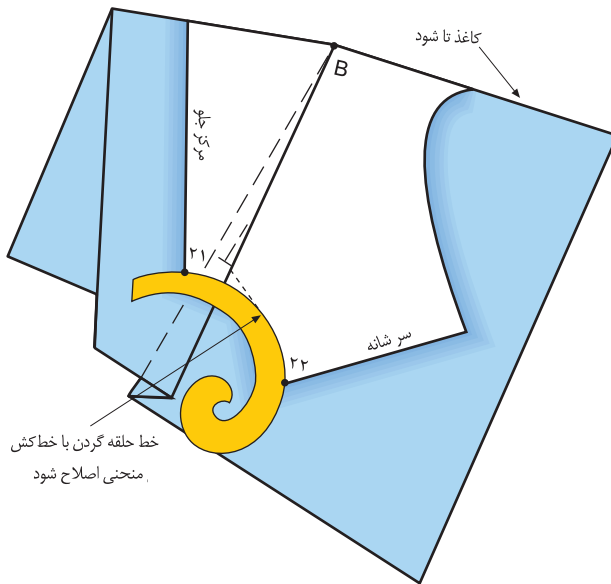 کاغذ تا شود
B
مرکز جلو
۲۱
۲۲
سر شانه
خط حلقه گردن با خط‌کش
منحنی اصلاح شود.